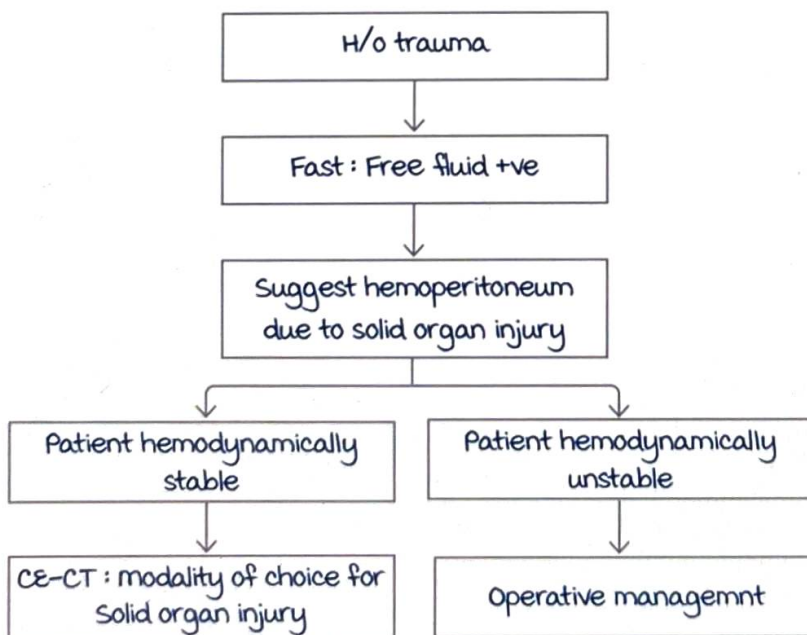 H/o trauma
Fast : Free fluid +ve
Suggest hemoperitoneum
due to solid organ injury
Patient hemodynamically
stable
Patient hemodynamically
unstable
CE-CT : modality of choice for
Solid organ injury
Operative managemnt